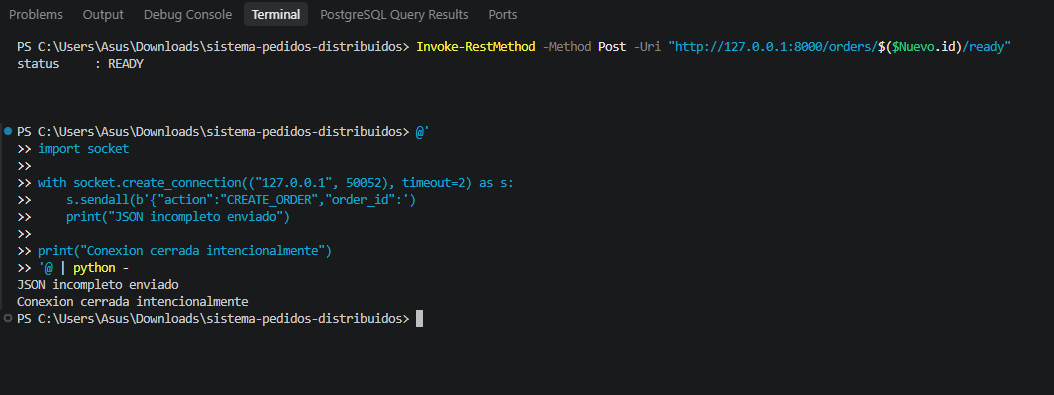 Problems Output Debug Console Terminal PostgreSQL Query Results Ports
PS C:\Users\Asus\Downloads\sistema-pedidos-distribuidos> Invoke-RestMethod -Method Post -Uri "http://127.0.0.1:8000/orders/$($Nuevo.id)/ready"
status     : READY
PS C:\Users\Asus\Downloads\sistema-pedidos-distribuidos> @'
>> import socket
>>
>> with socket.create_connection(("127.0.0.1", 50052), timeout=2) as s:
>>     s.sendall(b'{"action":"CREATE_ORDER","order_id":')
>>     print("JSON incompleto enviado")
>>
>> print("Conexion cerrada intencionalmente")
>> '@ | python -
JSON incompleto enviado
Conexion cerrada intencionalmente
PS C:\Users\Asus\Downloads\sistema-pedidos-distribuidos>